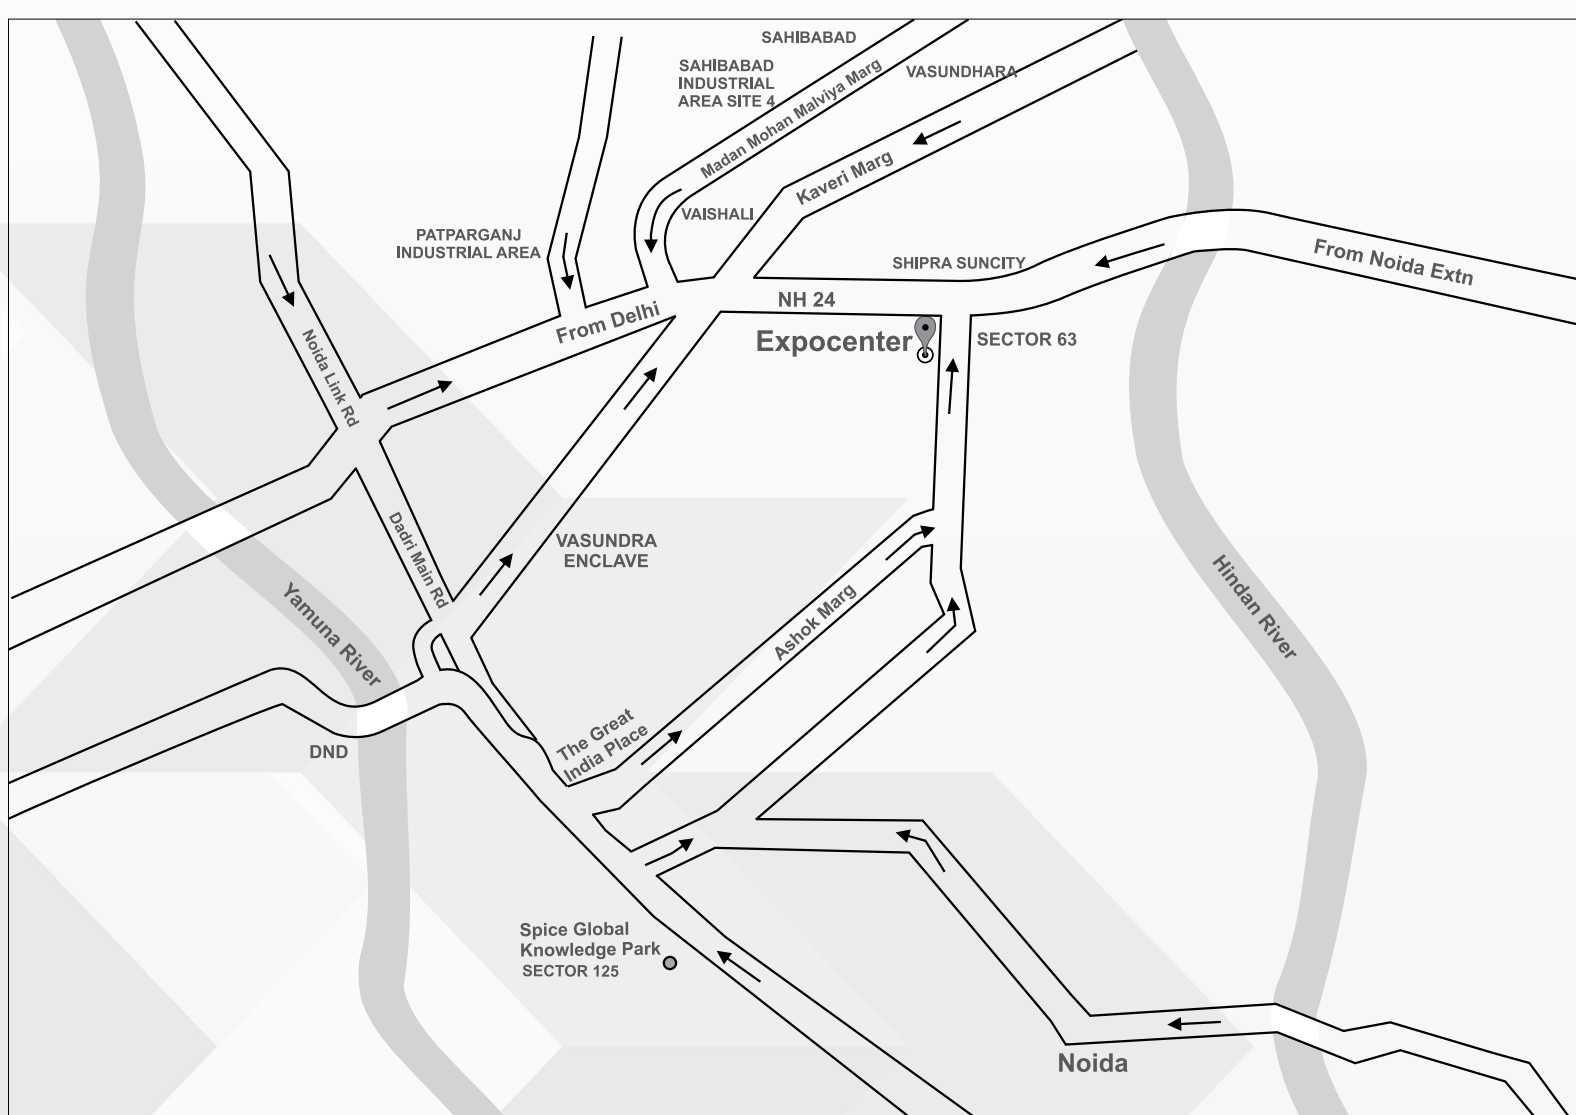 SAHIBABAD
SAHIBABAD
INDUSTRIAL
AREA SITE 4
Madan Mohan Malviya Marg
VASUNDHARA
Kaveri Marg
VAISHALI
PATPARGANJ
INDUSTRIAL AREA
SHIPRA SUNCITY
From Noida Extn
NH 24
From Delhi
Expocenter
SECTOR 63
Noida Link Rd
Dadri Main Rd
VASUNDRA
ENCLAVE
Yamuna River
Ashok Marg
Hindan River
The Great
India Place
DND
Spice Global
Knowledge Park
SECTOR 125
Noida